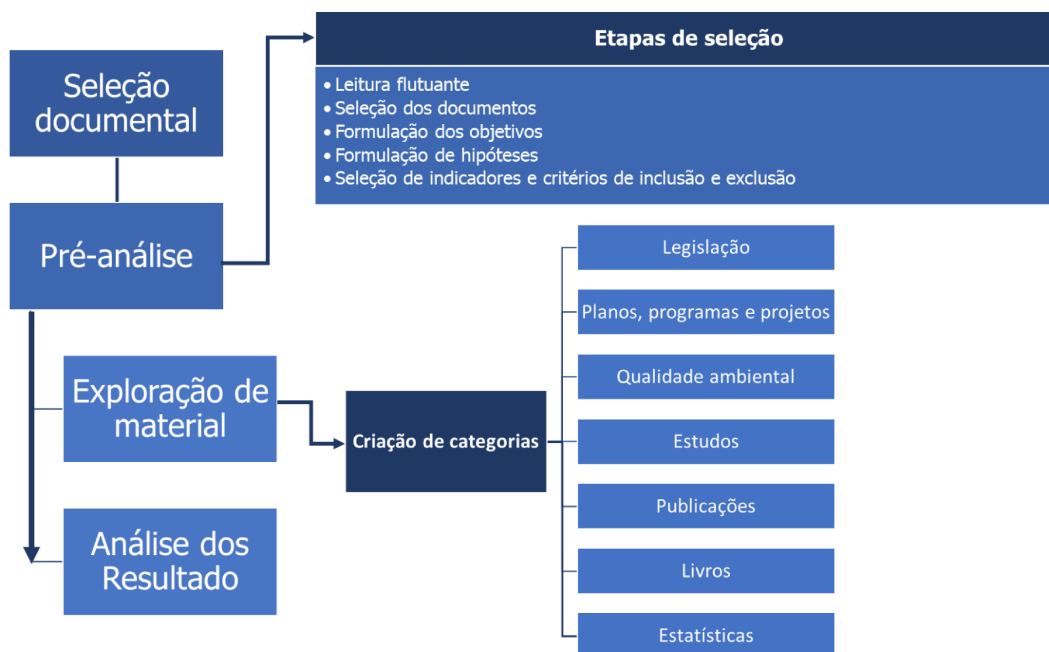 Seleção
documental
Pré-análise
Etapas de seleção
• Leitura flutuante
• Seleção dos documentos
• Formulação dos objetivos
• Formulação de hipóteses
• Seleção de indicadores e critérios de inclusão e exclusão
Exploração de
material
Análise dos
Resultado
Criação de categorias
Legislação
Planos, programas e projetos
Qualidade ambiental
Estudos
Publicações
Livros
Estatísticas